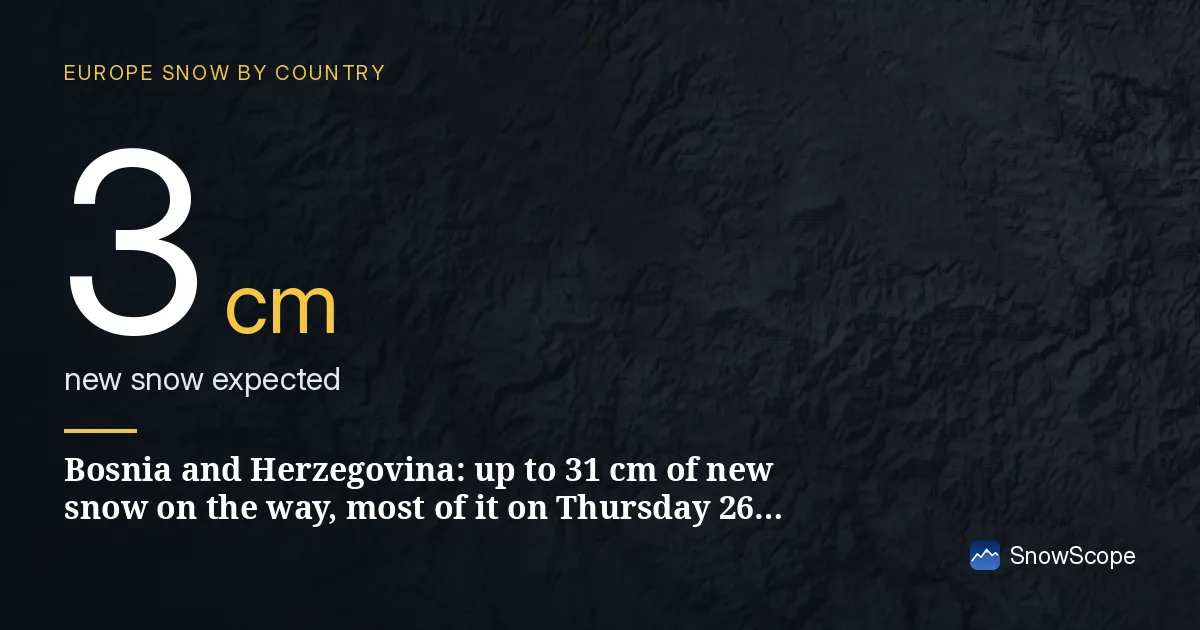 EUROPE SNOW BY COUNTRY
3 cm
new snow expected
Bosnia and Herzegovina: up to 31 cm of new
snow on the way, most of it on Thursday 26...
SnowScope